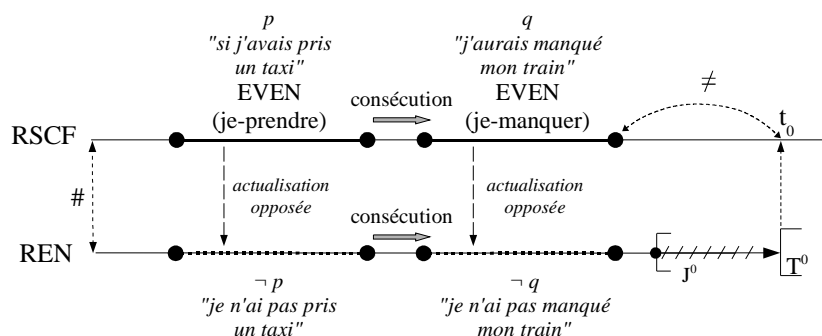 p
"si j'avais pris
un taxi"
EVEN
(je-prendre)
consécution
q
"j'aurais manqué
mon train"
EVEN
(je-manquer)
≠
t0
RSCF
#
actualisation
opposée
actualisation
opposée
consécution
REN
J0
T0
¬ p
"je n'ai pas pris
un taxi"
¬ q
"je n'ai pas manqué
mon train"